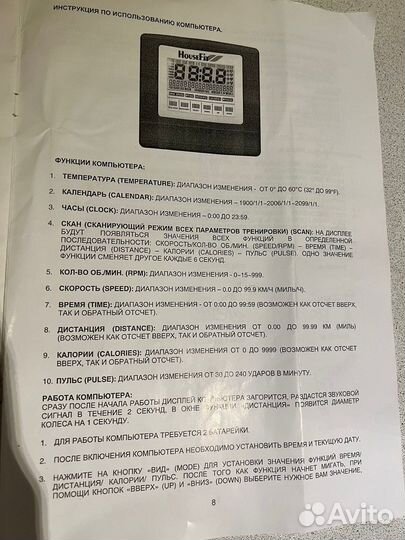 ИНСТРУКЦИЯ ПО ИСПОЛЬЗОВАНИЮ КОМПЬЮТЕРА.
HouseFit
88:8.8
ФУНКЦИИ КОМПЬЮТЕРА:
1. ТЕМПЕРАТУРА (TEMPERATURE): ДИАПАЗОН ИЗМЕНЕНИЯ - ОТ 0° ДО 60°C (32° ДО 99°F).
2. КАЛЕНДАРЬ (CALENDAR): ДИАПАЗОН ИЗМЕНЕНИЯ – 1900/1/1--2006/1/1--2099/1/1.
3. ЧАСЫ (CLOCK): ДИАПАЗОН ИЗМЕНЕНИЯ – 0:00 ДО 23:59.
4. СКАН (СКАНИРУЮЩИЙ РЕЖИМ ВСЕХ ПАРАМЕТРОВ ТРЕНИРОВКИ) (SCAN): НА ДИСПЛЕЕ
БУДУТ ПОЯВЛЯТЬСЯ ЗНАЧЕНИЯ ВСЕХ ФУНКЦИЙ В ОПРЕДЕЛЕННОЙ
ПОСЛЕДОВАТЕЛЬНОСТИ: СКОРОСТЬ/КОЛ-ВО ОБ./МИН. (SPEED/RPM) – ВРЕМЯ (TIME) –
ДИСТАНЦИЯ (DISTANCE) – КАЛОРИИ (CALORIES) – ПУЛЬС (PULSE). ОДНО ЗНАЧЕНИЕ
ФУНКЦИИ СМЕНЯЕТ ДРУГОЕ КАЖДЫЕ 6 СЕКУНД.
5. КОЛ-ВО ОБ./МИН. (RPM): ДИАПАЗОН ИЗМЕНЕНИЯ - 0~15~999.
6. СКОРОСТЬ (SPEED): ДИАПАЗОН ИЗМЕНЕНИЯ – 0.0 ДО 99.9 КМ/Ч (МИЛЬ/Ч).
7. ВРЕМЯ (TIME): ДИАПАЗОН ИЗМЕНЕНИЯ - ОТ 0:00 ДО 99:59 (ВОЗМОЖЕН КАК ОТСЧЕТ ВВЕРХ,
ТАК И ОБРАТНЫЙ ОТСЧЕТ).
8. ДИСТАНЦИЯ (DISTANCE): ДИАПАЗОН ИЗМЕНЕНИЯ ОТ 0.00 ДО 99.99 КМ (МИЛЬ)
(ВОЗМОЖЕН КАК ОТСЧЕТ ВВЕРХ, ТАК И ОБРАТНЫЙ ОТСЧЕТ).
9. КАЛОРИИ (CALORIES): ДИАПАЗОН ИЗМЕНЕНИЯ ОТ 0 ДО 9999 (ВОЗМОЖЕН КАК ОТСЧЕТ
ВВЕРХ, ТАК И ОБРАТНЫЙ ОТСЧЕТ).
10. ПУЛЬС (PULSE): ДИАПАЗОН ИЗМЕНЕНИЯ ОТ 30 ДО 240 УДАРОВ В МИНУТУ.
РАБОТА КОМПЬЮТЕРА:
СРАЗУ ПОСЛЕ НАЧАЛА РАБОТЫ ДИСПЛЕЙ КОМПЬЮТЕРА ЗАГОРИТСЯ, РАЗДАСТСЯ ЗВУКОВОЙ
СИГНАЛ В ТЕЧЕНИЕ 2 СЕКУНД, В ОКНЕ ФУНКЦИИ «ДИСТАНЦИЯ» ПОЯВИТСЯ ДИАМЕТР
КОЛЕСА НА 1 СЕКУНДУ.
1. ДЛЯ РАБОТЫ КОМПЬЮТЕРА ТРЕБУЕТСЯ 2 БАТАРЕЙКИ.
2. ПОСЛЕ ВКЛЮЧЕНИЯ КОМПЬЮТЕРА НЕОБХОДИМО УСТАНОВИТЬ ВРЕМЯ И ТЕКУЩУЮ ДАТУ.
3. НАЖМИТЕ НА КНОПКУ «ВИД» (MODE) ДЛЯ УСТАНОВКИ ЗНАЧЕНИЯ ФУНКЦИЙ ВРЕМЯ/
ДИСТАНЦИЯ/ КАЛОРИИ/ ПУЛЬС. ПОСЛЕ ТОГО КАК ФУНКЦИЯ НАЧНЕТ МИГАТЬ, ПРИ
ПОМОЩИ КНОПОК «ВВЕРХ» (UP) И «ВНИЗ» (DOWN) ВЫБЕРИТЕ НУЖНОЕ ВАМ ЗНАЧЕНИЕ,
8
Avito